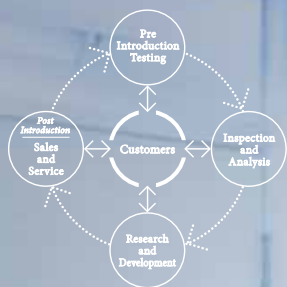 Pre
Introduction
Testing
Post
Introduction
Sales
and
Service
Customers
Inspection
and
Analysis
Research
and
Development